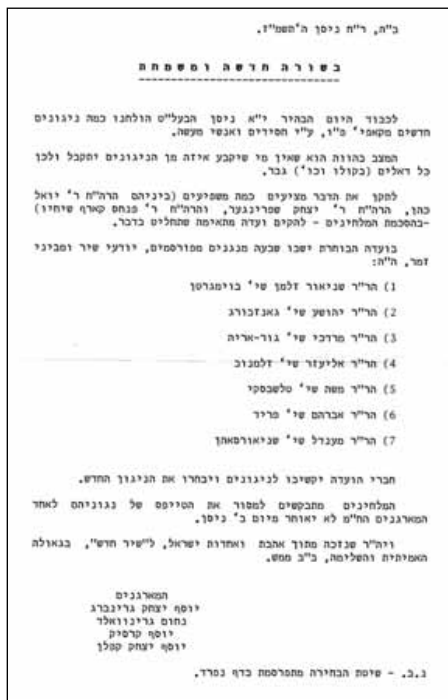 ב"ה, ר"ח ניסן ה'תשמ"ז.
בשורה חדשה ומשמחת
לכבוד היום הבהיר י"א ניסן הבעל"ט הולחנו כמה ניגונים
חדשים מקאפי' פ"ו, ע"י חסידים ואנשי מעשה.
המצב בהווה הוא שאין מי שיקבע איזה מן הניגונים יתקבל ולכן
כל דאלים (בקולו וכו') גבר.
לתקן את הדבר מציעים כמה משפיעים (ביניהם הרה"ח ר' יואל
כהן, הרה"ח ר' יצחק שפרינגער, והרה"ח ר' פנחס קארף שיחיו)
-בהסכמת המלחינים - להקים ועדה מתאימה שתחליט בדבר.
בועדה הבוחרת ישבו שבעה מנגנים מפורסמים, יודעי שיר ומביני
זמר, ה"ה:
1) הר"ר שניאור זלמן שי' בוימגרטן
2) הר"ר יהושע שי' גאנזבורג
3) הר"ר מרדכי שי' גור-אריה
4) הר"ר אליעזר שי' זלמנוב
5) הר"ר משה שי' טלשבסקי
6) הר"ר אברהם שי' פריד
7) הר"ר מענדל שי' שניאורסאהן
חברי הועדה יקשיבו לניגונים ויבחרו את הניגון החדש.
המלחינים מתבקשים למסור את הטייפס של נגוניהם לאחד
המארגנים הח"מ לא יאוחר מיום ב' ניסן.
ויה"ר שנזכה מתוך אהבת ואחדות ישראל, ל"שיר חדש", בגאולה
האמיתית והשלימה, ב"ב ממש.
המארגנים
יוסף יצחק גרינברג
נחום גרינוואלד
יוסף קרסיק
יוסף יצחק קפלן
נ.ב. - שיטת הבחירה מתפרסמת בדף נפרד.